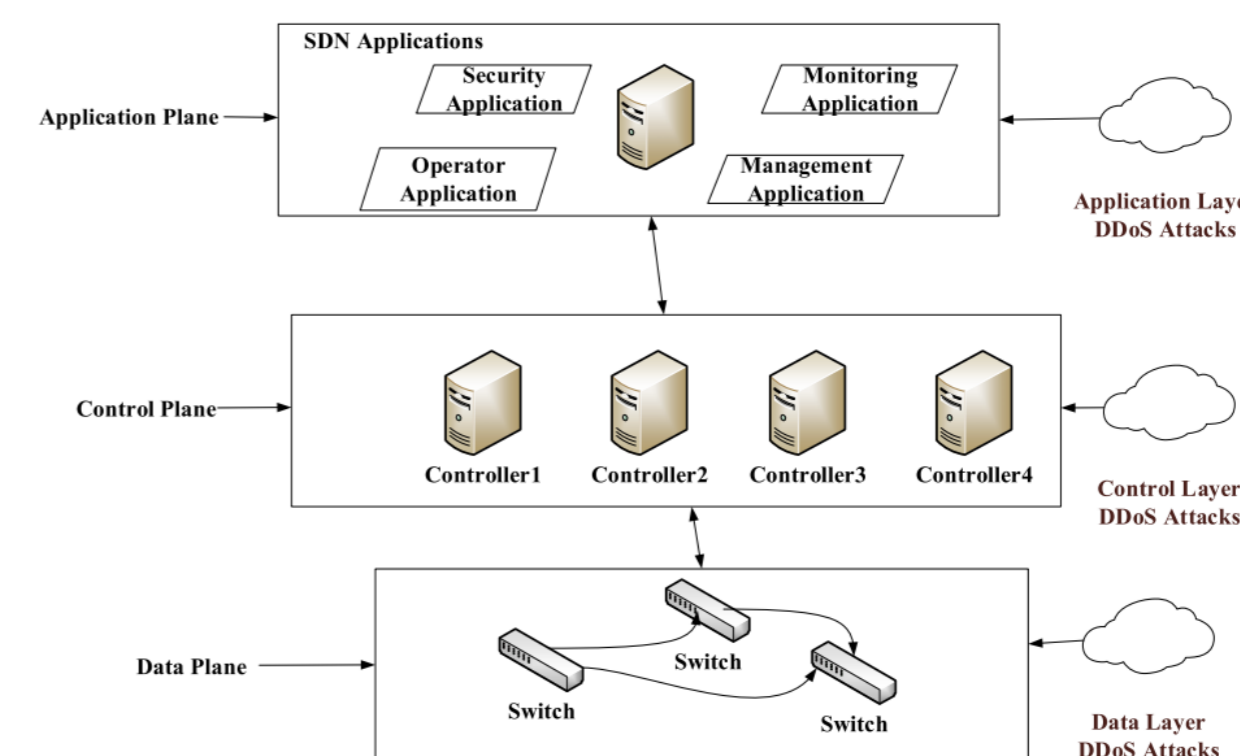 SDN Applications
Security
Application
Monitoring
Application
Application Plane
Operator
Application
Management
Application
Application Laye
DDoS Attacks
Control Plane
Controller1
Controller2
Controller3
Controller4
Control Layer
DDoS Attacks
Data Plane
Switch
Switch
Switch
Data Layer
DDoS Attacks